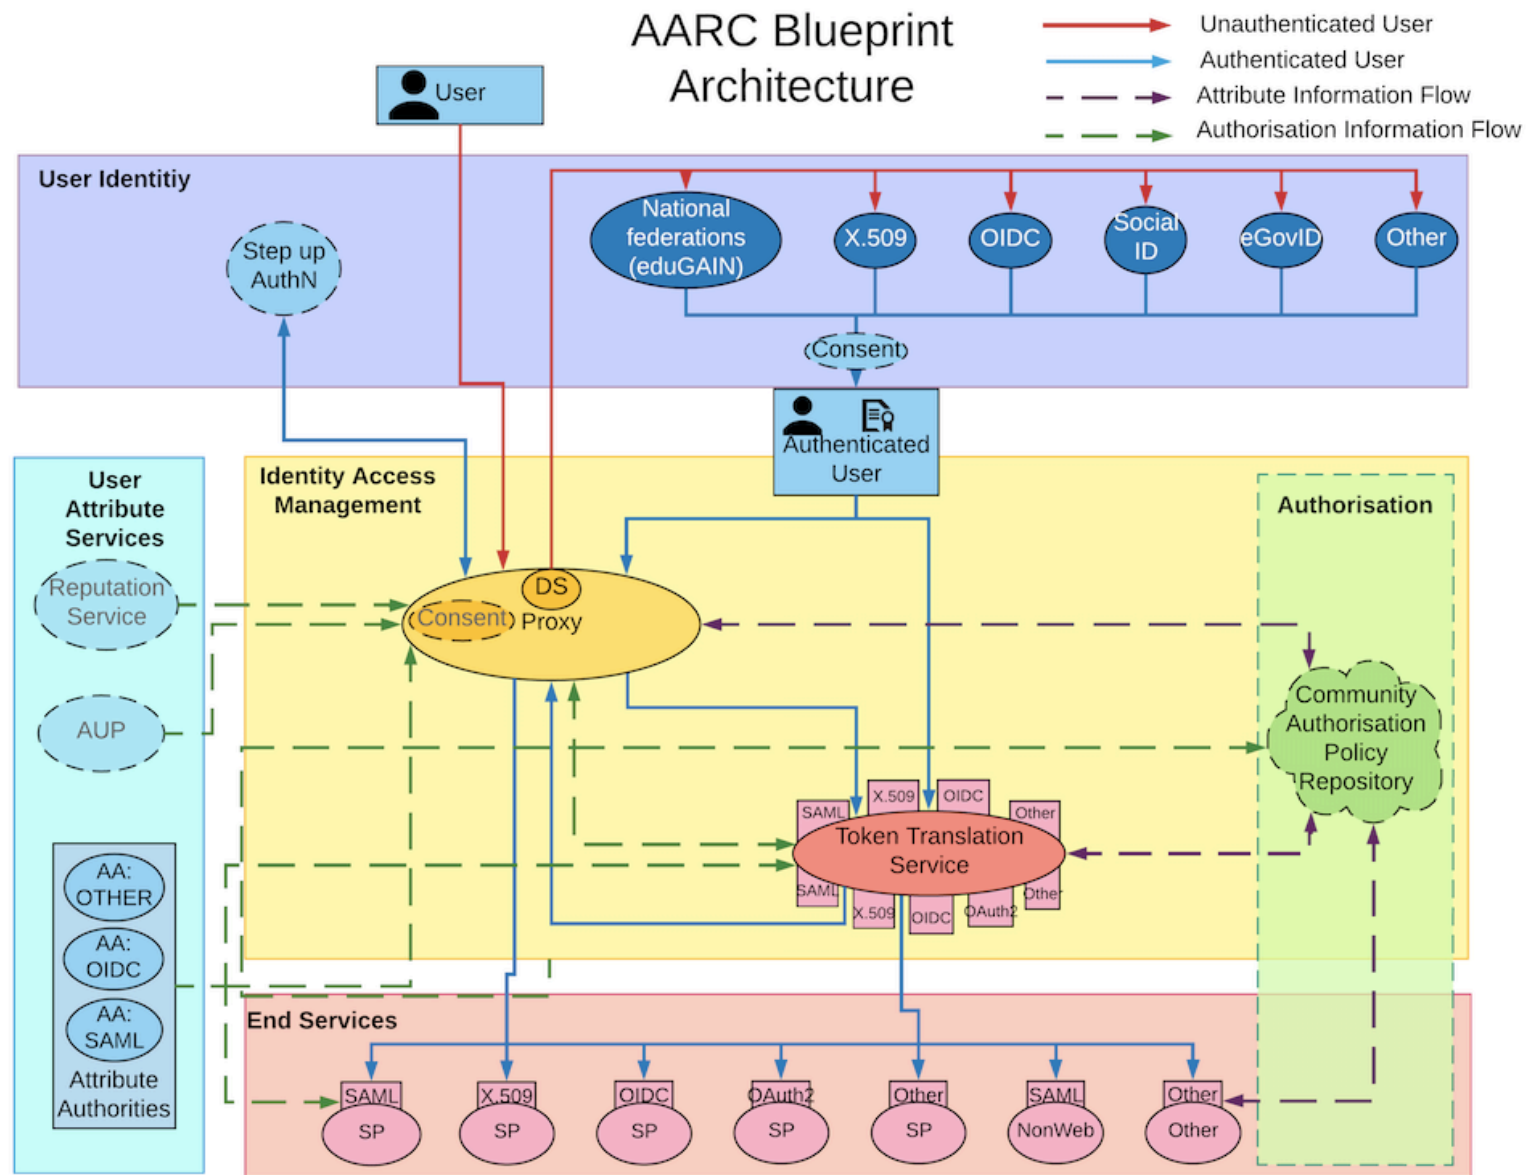 AARC Blueprint
Architecture
Unauthenticated User
Authenticated User
Attribute Information Flow
Authorisation Information Flow
User
User Identitiy
Step up
AuthN
National
federations
(eduGAIN)
X.509
OIDC
Social
ID
eGovID
Other
Consent
Authenticated
User
User
Attribute
Services
Reputation
Service
AUP
AA:
OTHER
AA:
OIDC
AA:
SAML
Attribute
Authorities
Identity Access
Management
DS
Consent
Proxy
Authorisation
Community
Authorisation
Policy
Repository
SAML
X.509
OIDC
Other
Token Translation
Service
SAML
X.509
OIDC
OAuth2
Other
End Services
SAML
SP
X.509
SP
OIDC
SP
OAuth2
SP
Other
SP
SAML
NonWeb
Other
Other